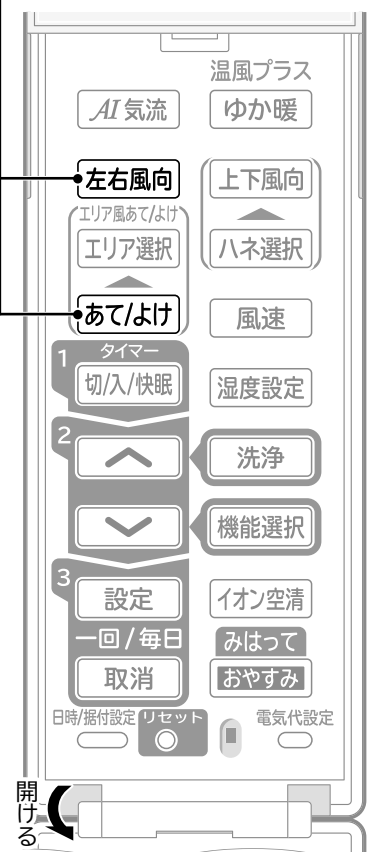 温風プラス
AI 気流
ゆか暖
左右風向
上下風向
エリア風あて/よけ
エリア選択
ハネ選択
あて/よけ
風速
1
タイマー
切/入/快眠
湿度設定
2
洗浄
機能選択
3
設定
イオン空清
一回/毎日
みはって
取消
おやすみ
日時/据付設定
リセット
電気代設定
開ける